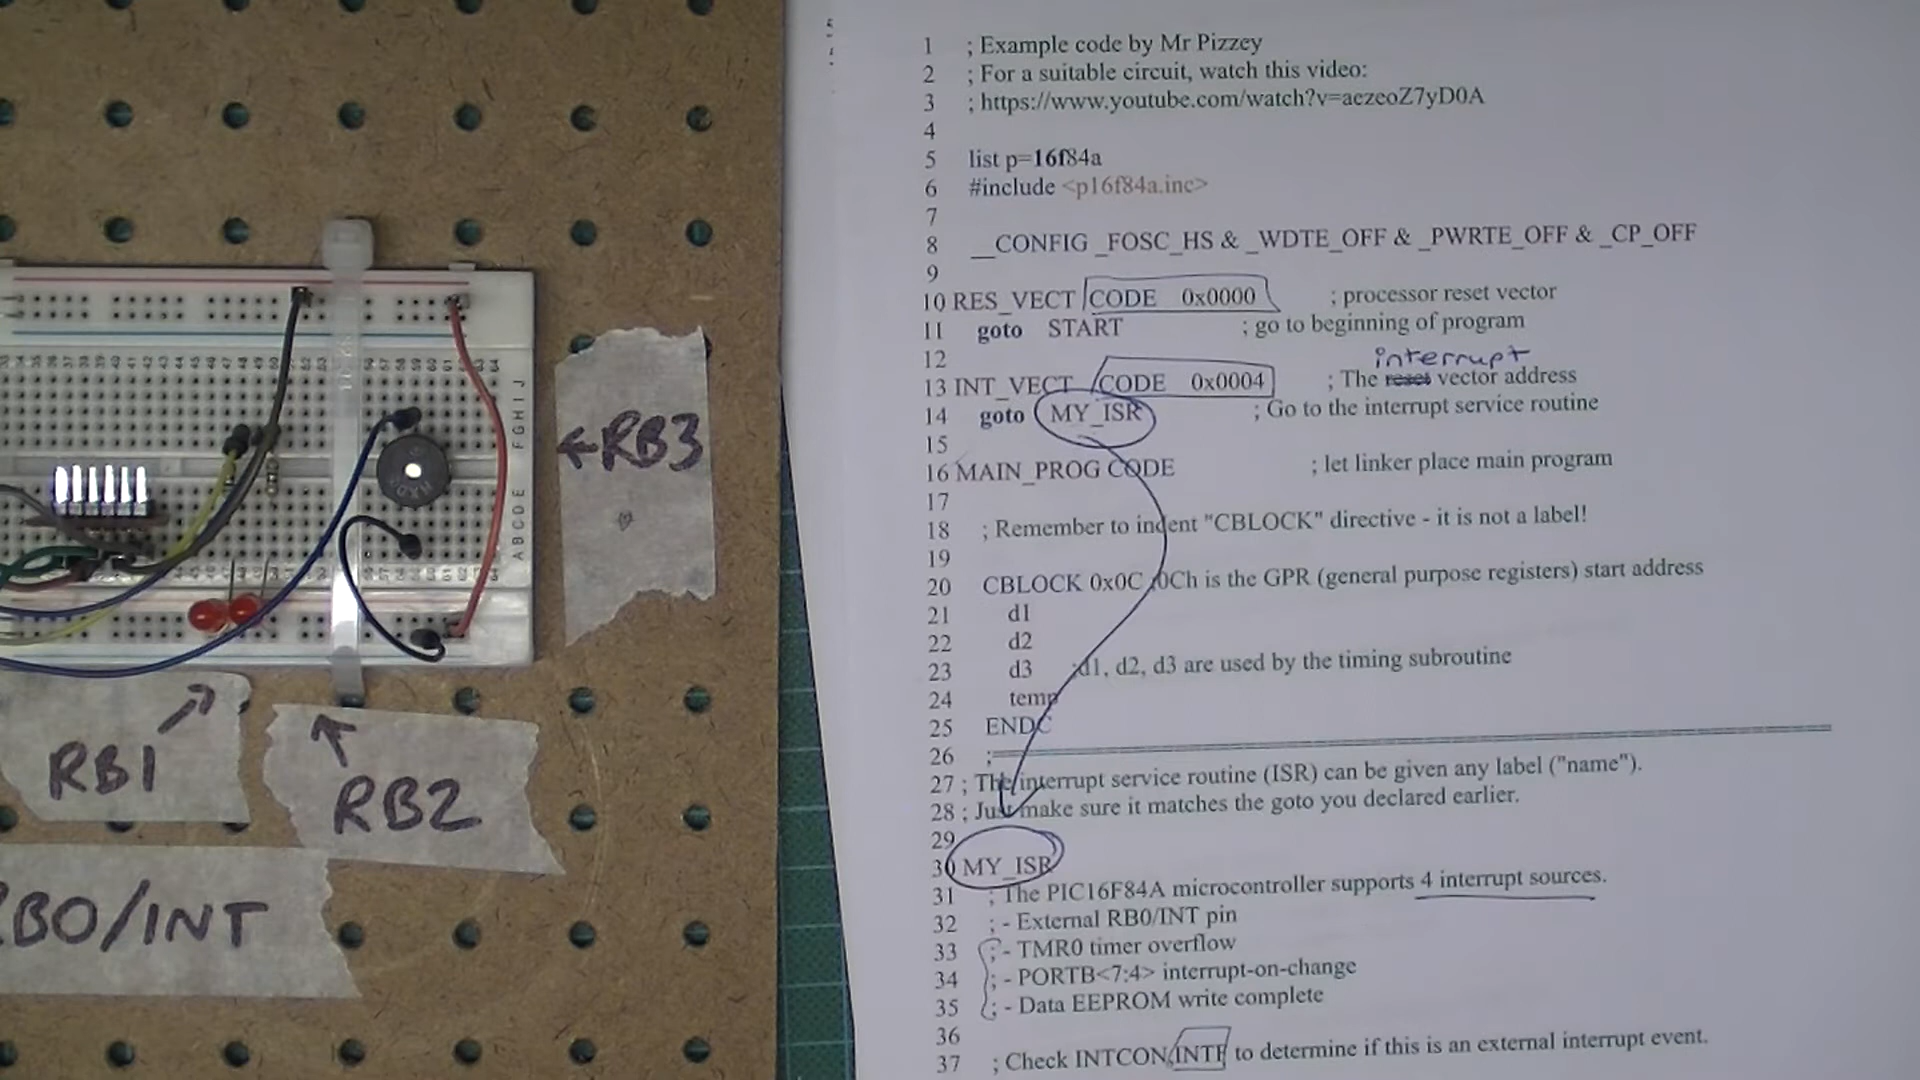 1 ; Example code by Mr Pizzey
2 ; For a suitable circuit, watch this video:
3 ; https://www.youtube.com/watch?v=aezeoZ7yD0A
4
5 list p=16f84a
6 #include <p16f84a.inc>
7
8 __CONFIG _FOSC_HS & _WDTE_OFF & _PWRTE_OFF & _CP_OFF
9
10 RES_VECT CODE 0x0000 ; processor reset vector
11 goto START ; go to beginning of program
12 interrupt
13 INT_VECT CODE 0x0004 ; The reset vector address
14 goto MY_ISR ; Go to the interrupt service routine
15
16 MAIN_PROG CODE ; let linker place main program
17
18 ; Remember to indent "CBLOCK" directive - it is not a label!
19
20 CBLOCK 0x0C ;0Ch is the GPR (general purpose registers) start address
21 d1
22 d2
23 d3 ;d1, d2, d3 are used by the timing subroutine
24 temp
25 ENDC
26 ;
27 ; The interrupt service routine (ISR) can be given any label ("name").
28 ; Just make sure it matches the goto you declared earlier.
29
30 MY_ISR
31 ; The PIC16F84A microcontroller supports 4 interrupt sources.
32 ; - External RB0/INT pin
33 ; - TMR0 timer overflow
34 ; - PORTB<7:4> interrupt-on-change
35 ; - Data EEPROM write complete
36
37 ; Check INTCON,INTF to determine if this is an external interrupt event.
←RB3
RB1
RB2
RB0/INT
A B C D E F G H I J